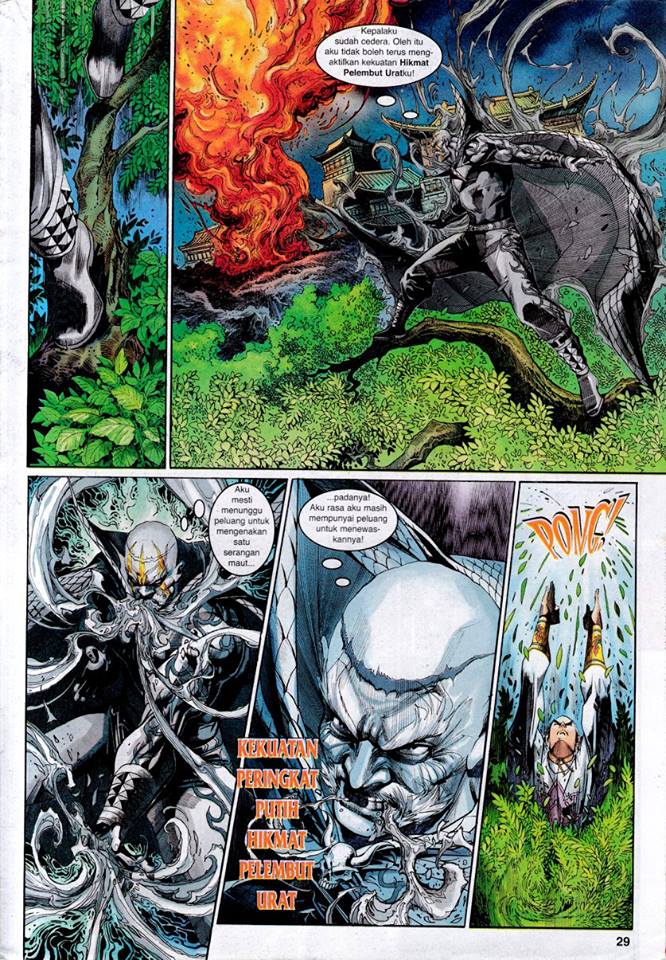 Kepalaku
sudah cedera. Oleh itu
aku tidak boleh terus meng-
aktifkan kekuatan Hikmat
Pelembut Uratku!
Aku
mesti
menunggu
peluang untuk
mengenakan
satu
serangan
maut...
...padanya!
Aku rasa aku masih
mempunyai peluang
untuk menewas-
kannya!
KEKUATAN
PERINGKAT
PUTIH
HIKMAT
PELEMBUT
URAT
PONG!
29